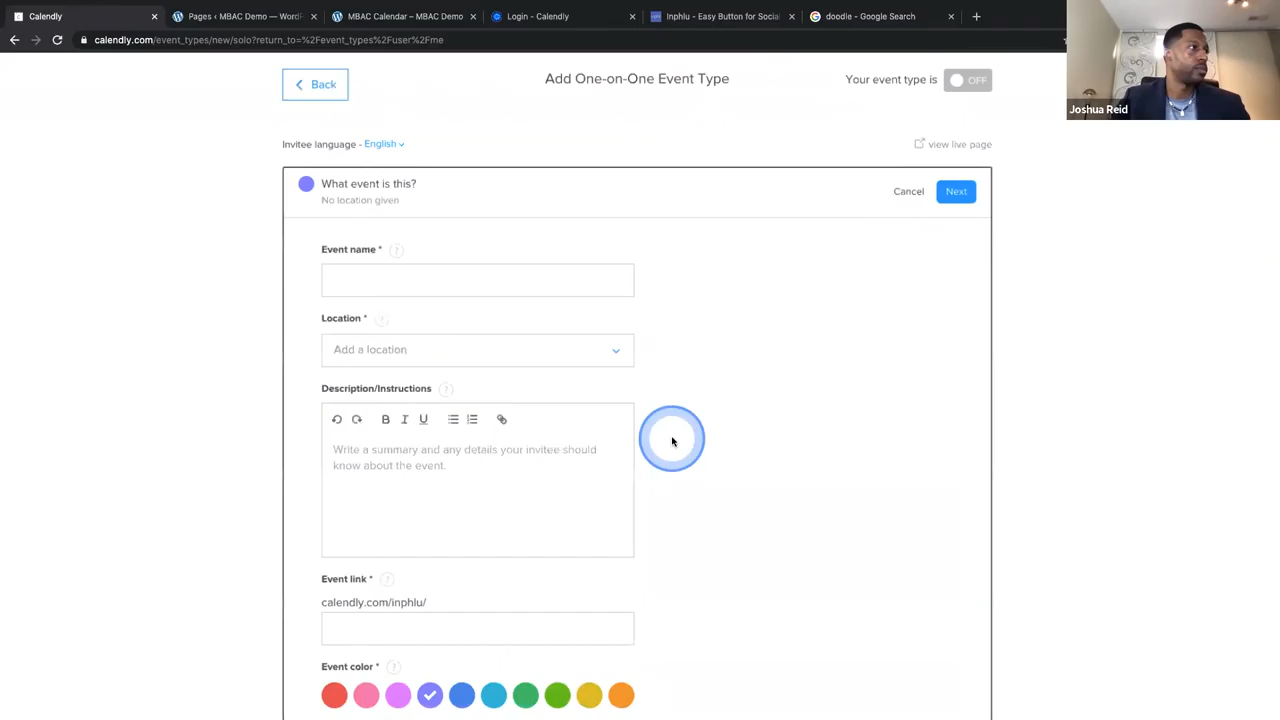 Calendly
Pages ‹ MBAC Demo — WordP
MBAC Calendar – MBAC Demo
Login - Calendly
Inphlu - Easy Button for Social
doodle - Google Search
calendly.com/event_types/new/solo?return_to=%2Fevent_types%2Fuser%2Fme
Joshua Reid
Back
Add One-on-One Event Type
Your event type is OFF
Invitee language - English
view live page
What event is this?
No location given
Cancel
Next
Event name * ?
Location * ?
Add a location
Description/Instructions ?
B I U
Write a summary and any details your invitee should
know about the event.
Event link * ?
calendly.com/inphlu/
Event color * ?